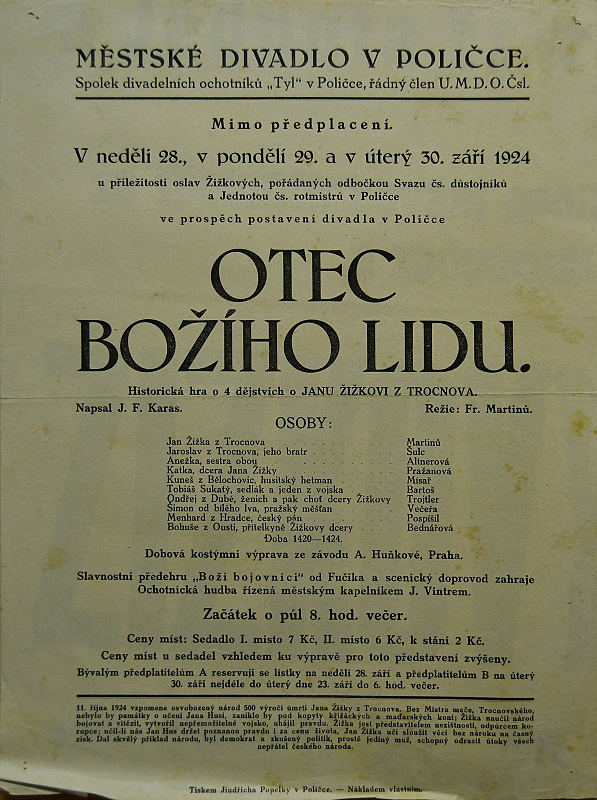 MĚSTSKÉ DIVADLO V POLIČCE.
Spolek divadelních ochotníků „Tyl“ v Poličce, řádný člen U. M. D. O. Čsl.
Mimo předplacení.
V neděli 28., v pondělí 29. a v úterý 30. září 1924
u příležitosti oslav Žižkových, pořádaných odbočkou Svazu čs. důstojníků
a Jednotou čs. rotmistrů v Poličce
ve prospěch postavení divadla v Poličce
OTEC
BOŽÍHO LIDU.
Historická hra o 4 dějstvích o JANU ŽIŽKOVI Z TROCNOVA.
Napsal J. F. Karas. Režie: Fr. Martinů.
OSOBY:
Jan Žižka z Trocnova . . . . . . . . . . Martinů
Jaroslav z Trocnova, jeho bratr . . . . . . . . Šulc
Anežka, sestra obou . . . . . . . . . . Altnerová
Katka, dcera Jana Žižky . . . . . . . . . Pražanová
Kuneš z Bělochovic, husitský hetman . . . . . . Mísař
Tobiáš Sukatý, sedlák a jeden z vojska . . . . . Bartoš
Ondřej z Dubé, ženich a pak choť dcery Žižkovy Trojtler
Šimon od bílého lva, pražský měšťan . . . . . . Večeřa
Menhard z Hradce, český pán . . . . . . . . Pospíšil
Bohuše z Ousti, přítelkyně Žižkovy dcery . . . . Bednářová
Doba 1420—1424.
Dobová kostýmní výprava ze závodu A. Huňkové, Praha.
Slavnostní předehru „Boží bojovníci“ od Fučíka a scenický doprovod zahraje
Ochotnická hudba řízená městským kapelníkem J. Vintrem.
Začátek o půl 8. hod. večer.
Ceny míst: Sedadlo I. místo 7 Kč, II. místo 6 Kč, k stání 2 Kč.
Ceny míst u sedadel vzhledem ku výpravě pro toto představení zvýšeny.
Bývalým předplatitelům A reservují se lístky na neděli 28. září a předplatitelům B na úterý
30. září nejdéle do úterý dne 23. září do 6. hod. večer.
11. října 1924 vzpomene osvobozený národ 500 výročí úmrtí Jana Žižky z Trocnova. Bez Mistra meče, Trocnovského,
nebylo by památky o učení Jana Husi, zaniklo by pod kopyty křižáckých a maďarských koní; Žižka naučil národ
bojovat a vítězit, vytvořil nepřemožitelné vojsko, uhájil pravdu. Žižka jest představitelem nezištnosti, odpůrcem ko-
rupce; učil-li nás Jan Hus držet poznanou pravdu i za cenu života, Jan Žižka učí sloužit věci bez nároku na časný
zisk. Dal skvělý příklad národu, byl demokrat a zkušený politik, prostě jediný muž, schopný odrazit útoky všech
nepřátel českého národa.
Tiskem Jindřicha Popelky v Poličce. — Nákladem vlastním.